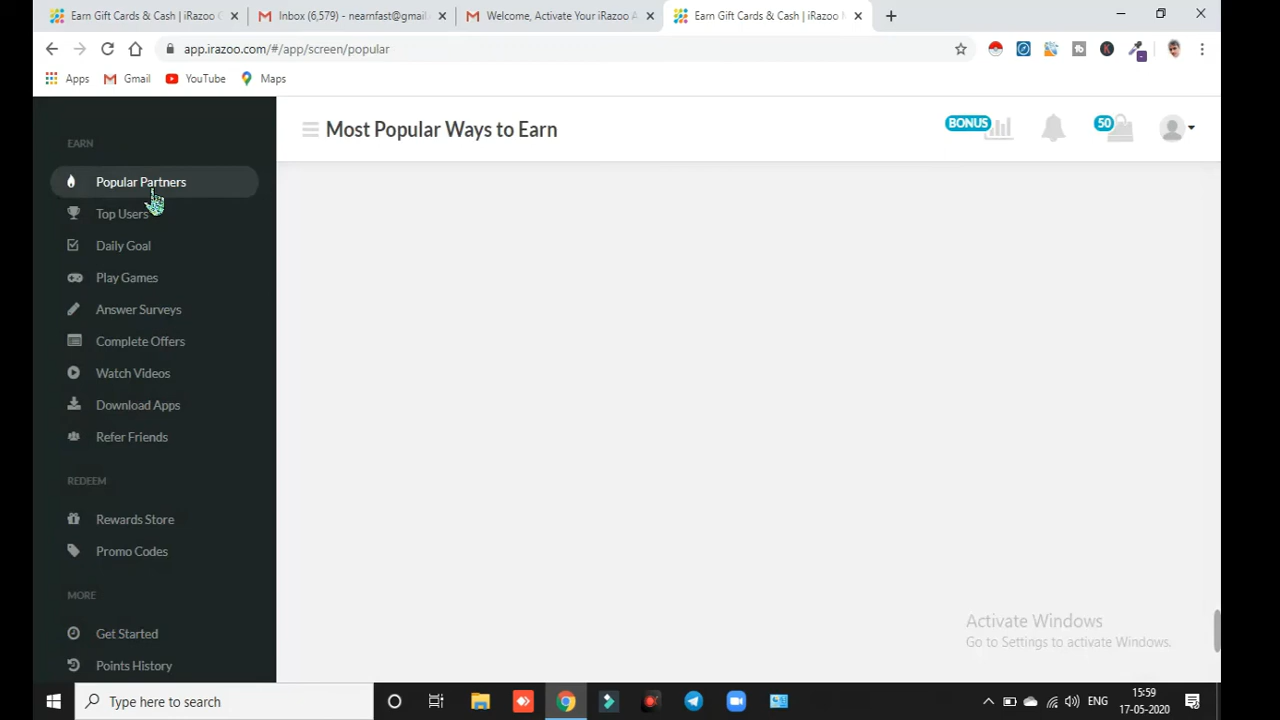 Earn Gift Cards & Cash | iRazoo C
Inbox (6,579) - nearnfast@gmail
Welcome, Activate Your iRazoo A
Earn Gift Cards & Cash | iRazoo M
app.irazoo.com/#/app/screen/popular
Apps
Gmail
YouTube
Maps
EARN
Popular Partners
Top Users
Daily Goal
Play Games
Answer Surveys
Complete Offers
Watch Videos
Download Apps
Refer Friends
REDEEM
Rewards Store
Promo Codes
MORE
Get Started
Points History
Most Popular Ways to Earn
BONUS
50
Activate Windows
Go to Settings to activate Windows.
Type here to search
ENG
15:59
17-05-2020